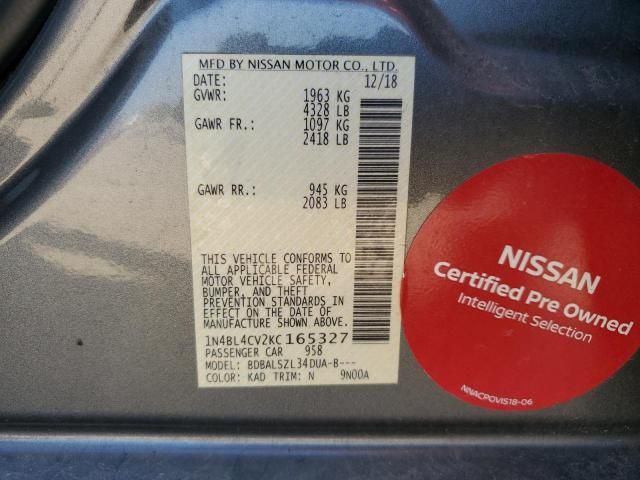 MFD BY NISSAN MOTOR CO., LTD.
DATE: 12/18
GVWR: 1963 KG
4328 LB
GAWR FR.: 1097 KG
2418 LB
GAWR RR.: 945 KG
2083 LB
THIS VEHICLE CONFORMS TO
ALL APPLICABLE FEDERAL
MOTOR VEHICLE SAFETY,
BUMPER, AND THEFT
PREVENTION STANDARDS IN
EFFECT ON THE DATE OF
MANUFACTURE SHOWN ABOVE.
1N4BL4CV2KC165327
PASSENGER CAR 958
MODEL: BDBALSZL34DUA-B---
COLOR: KAD TRIM: N 9N00A
NISSAN
Certified Pre Owned
Intelligent Selection
NNACPOVIS18-06